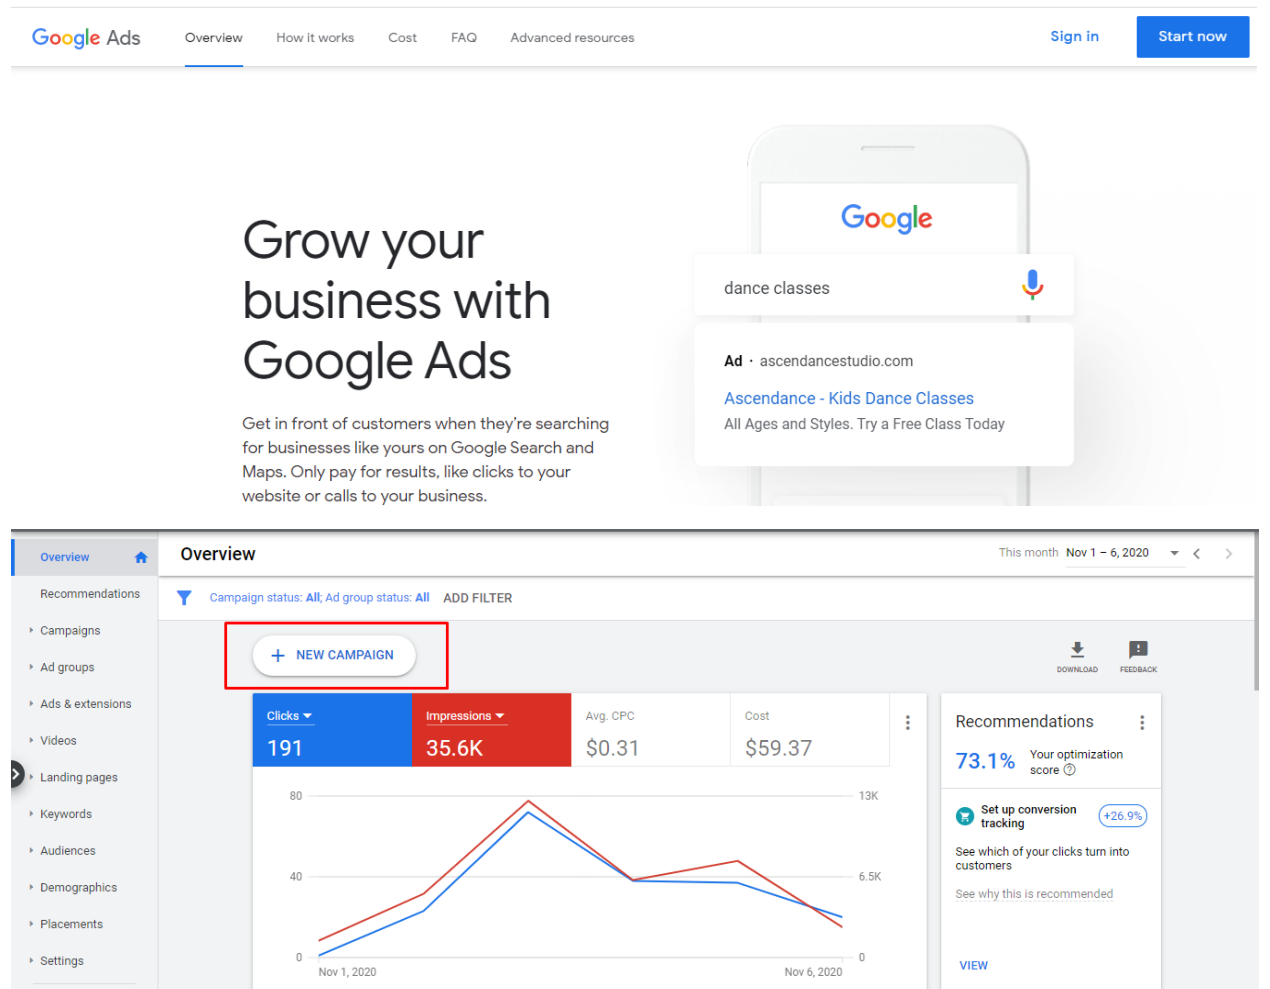 Google Ads Overview How it works Cost FAQ Advanced resources Sign in Start now
Grow your
business with
Google Ads
Get in front of customers when they're searching
for businesses like yours on Google Search and
Maps. Only pay for results, like clicks to your
website or calls to your business.
Google
dance classes
Ad · ascendancestudio.com
Ascendance - Kids Dance Classes
All Ages and Styles. Try a Free Class Today
Overview
Recommendations
Campaigns
Ad groups
Ads & extensions
Videos
Landing pages
Keywords
Audiences
Demographics
Placements
Settings
Overview
This month Nov 1 – 6, 2020
Campaign status: All; Ad group status: All ADD FILTER
+ NEW CAMPAIGN
DOWNLOAD FEEDBACK
Clicks Impressions Avg. CPC Cost
191 35.6K $0.31 $59.37
80 13K
40 6.5K
0 0
Nov 1, 2020 Nov 6, 2020
Recommendations
73.1% Your optimization
score
Set up conversion
tracking
+26.9%
See which of your clicks turn into
customers
See why this is recommended
VIEW